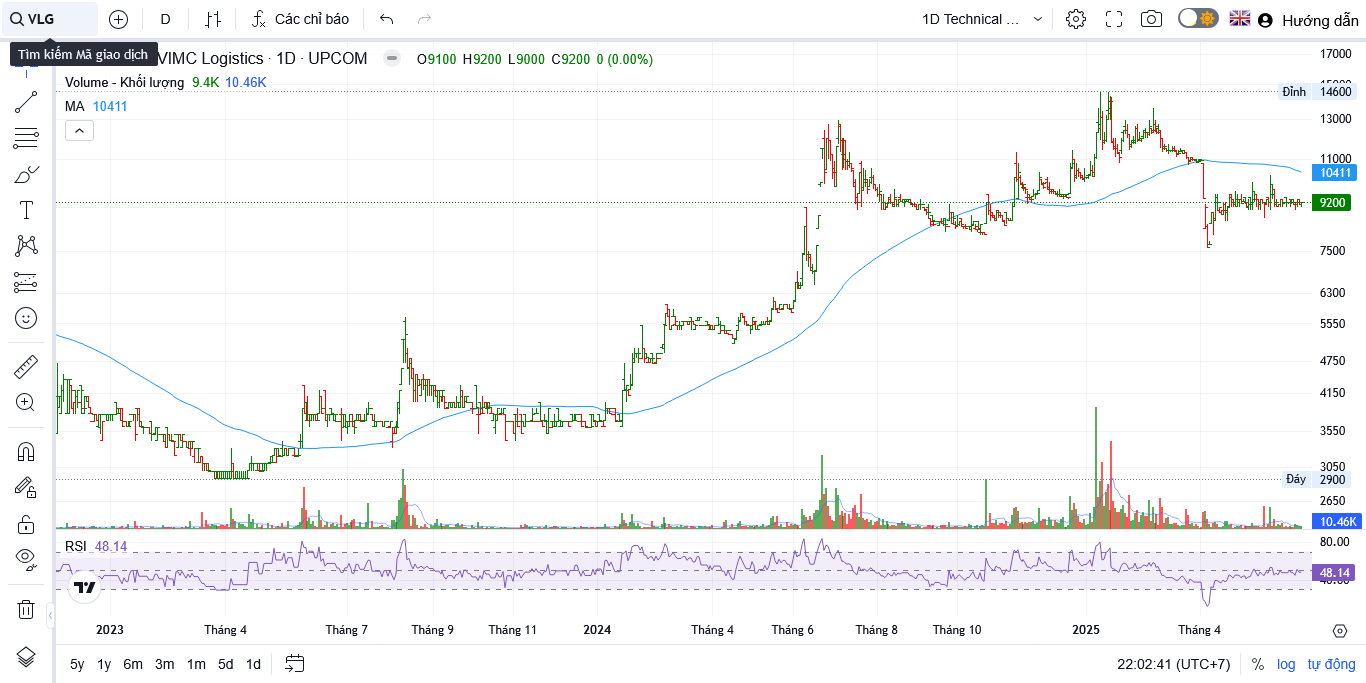 VLG
D
Các chỉ báo
1D Technical ...
Hướng dẫn
Tìm kiếm Mã giao dịch
VIMC Logistics · 1D · UPCOM
O9100 H9200 L9000 C9200 0 (0.00%)
Volume - Khối lượng 9.4K 10.46K
MA 10411
17000
Đỉnh 14600
13000
11000
10411
9200
7500
6300
5550
4750
4150
3550
3050
Đáy 2900
2650
10.46K
RSI 48.14
80.00
48.14
2023 Tháng 4 Tháng 7 Tháng 9 Tháng 11 2024 Tháng 4 Tháng 6 Tháng 8 Tháng 10 2025 Tháng 4
5y 1y 6m 3m 1m 5d 1d
22:02:41 (UTC+7) % log tự động